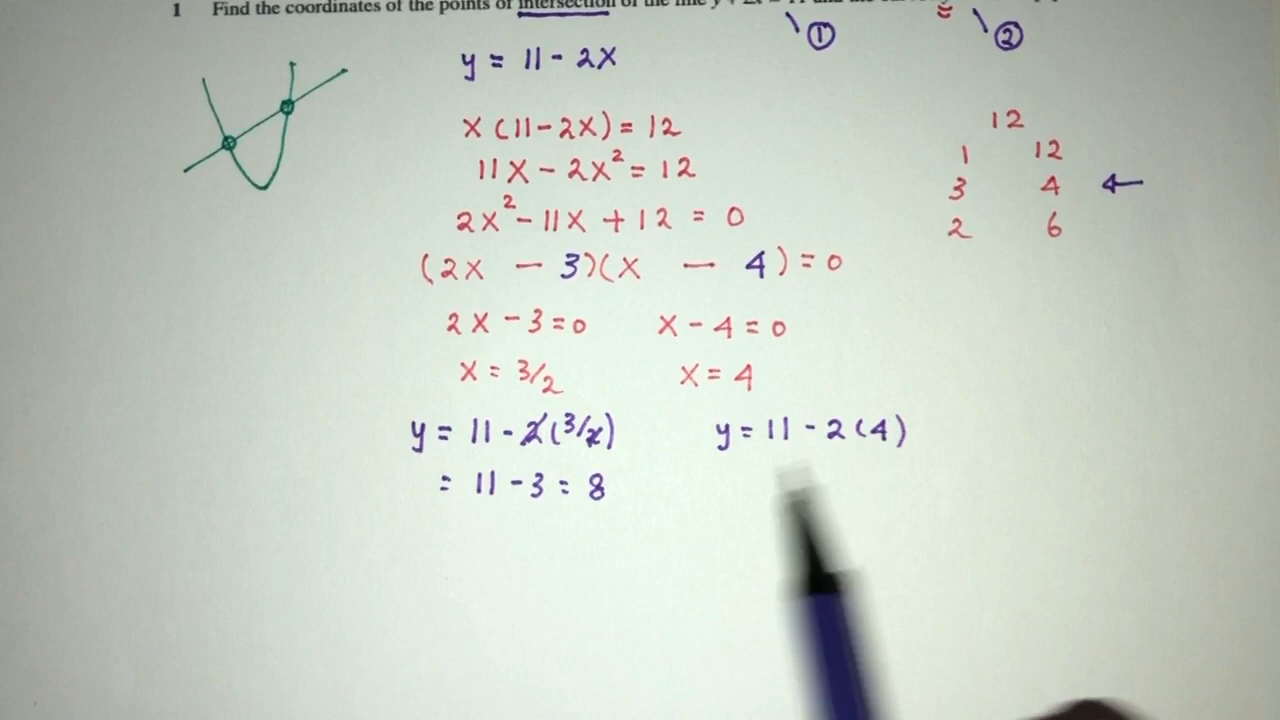 1 Find the coordinates of the points of intersection of the line
① ②
y = 11 - 2x
x (11-2x) = 12
11x - 2x² = 12
2x² - 11x + 12 = 0
(2x - 3)(x - 4) = 0
2x - 3 = 0 x - 4 = 0
x = 3/2 x = 4
y = 11 - 2(3/2) y = 11 - 2(4)
= 11 - 3 = 8
12
1 12
3 4 ←
2 6